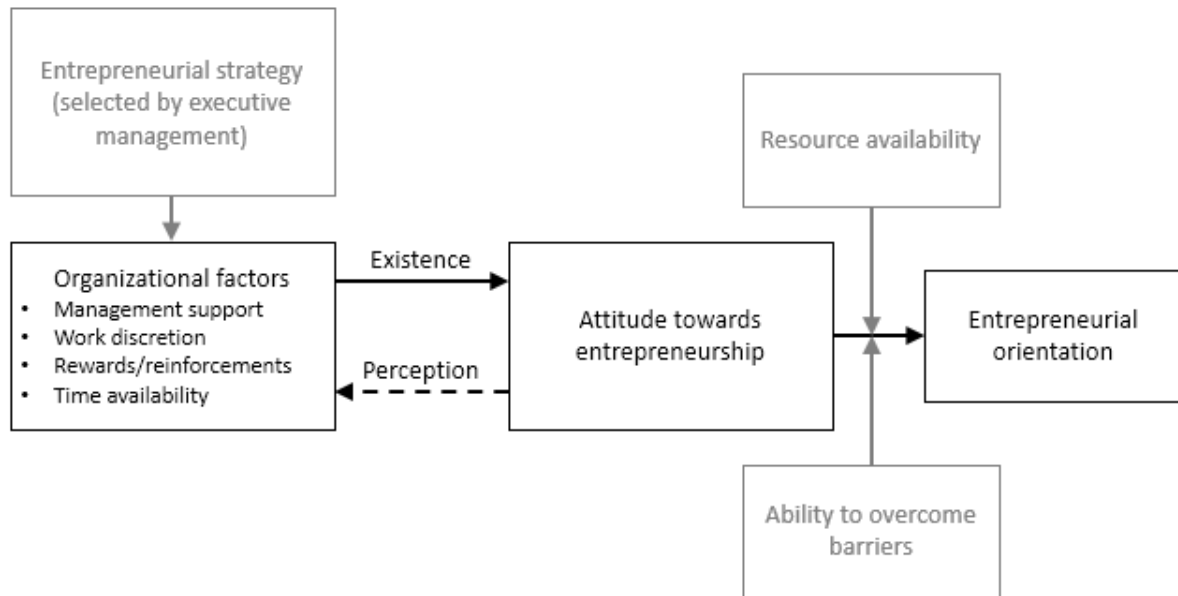 Entrepreneurial strategy
(selected by executive
management)
Resource availability
Organizational factors
• Management support
• Work discretion
• Rewards/reinforcements
• Time availability
Existence
Perception
Attitude towards
entrepreneurship
Entrepreneurial
orientation
Ability to overcome
barriers